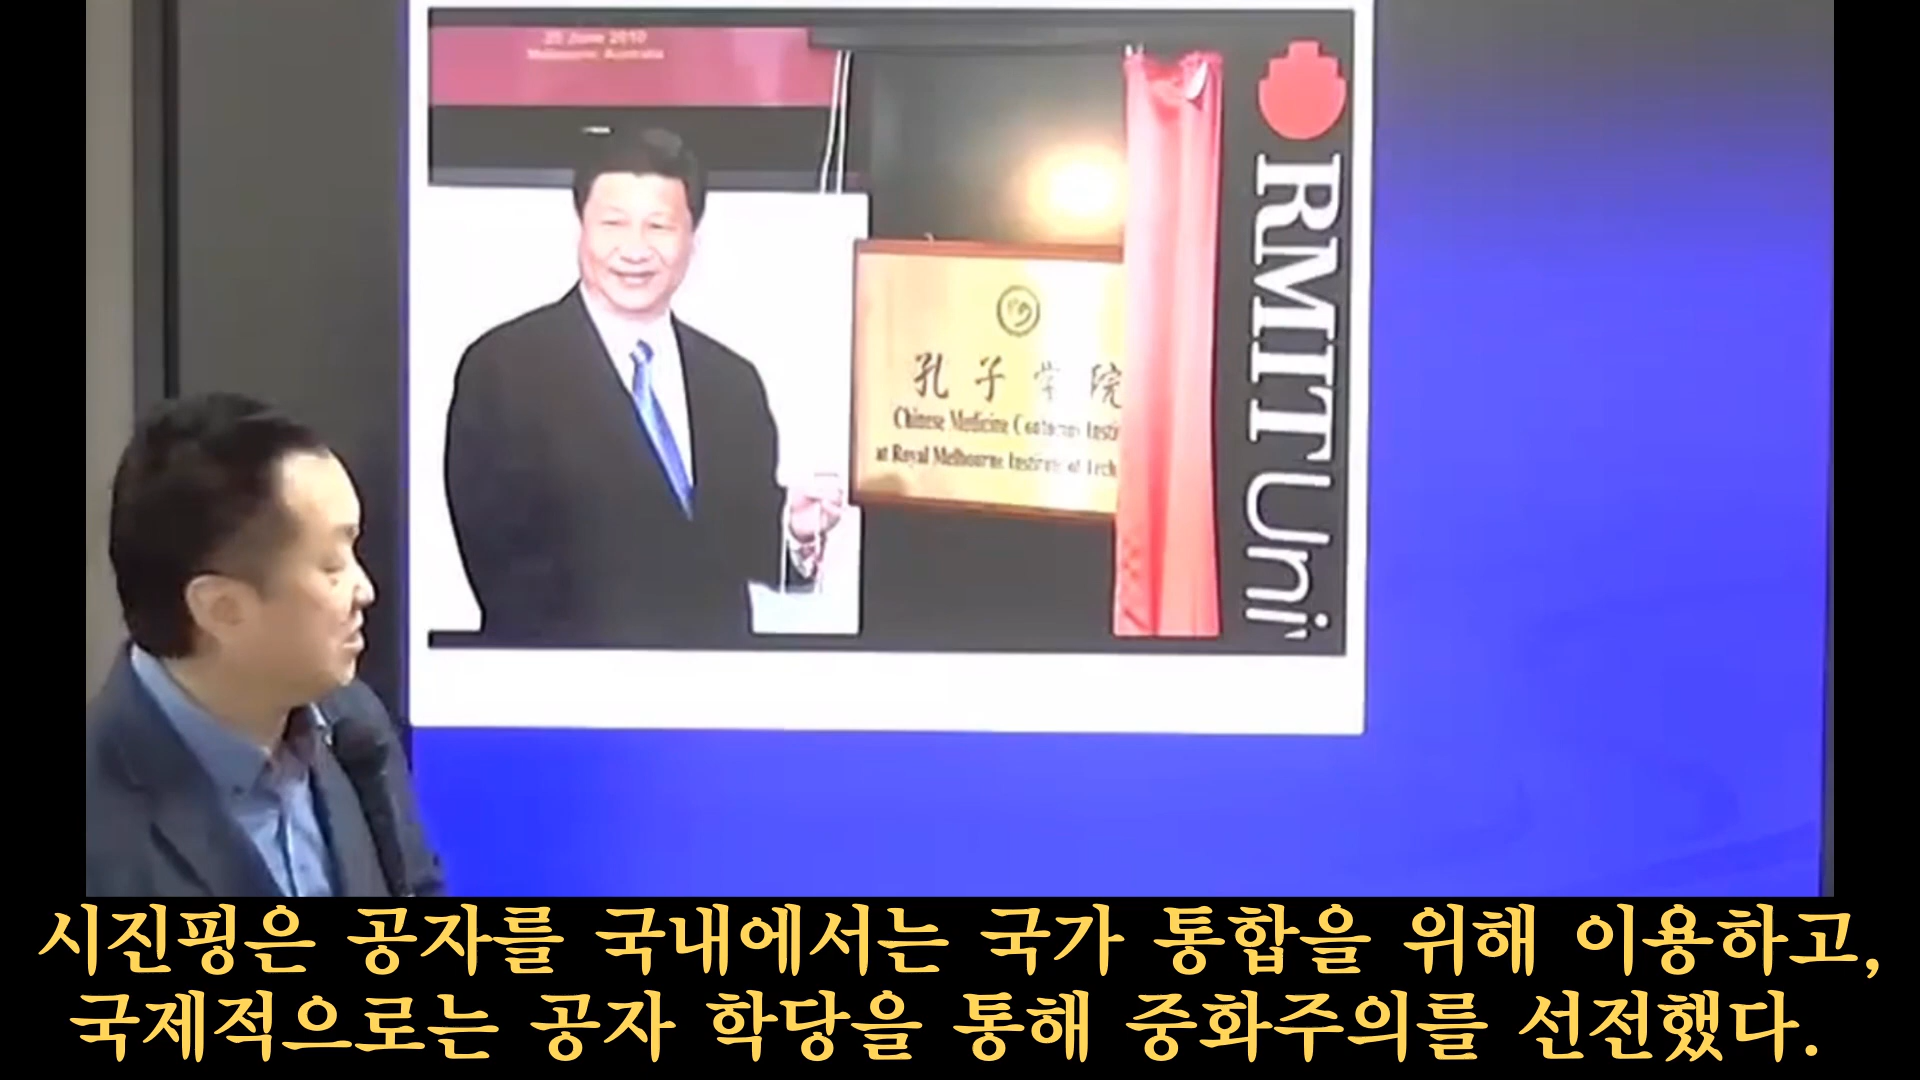 20 June 2010
Melbourne, Australia
孔子学院
Chinese Medicine Confucius Insti
at Royal Melbourne Institute of Tech
RMIT Uni
시진핑은 공자를 국내에서는 국가 통합을 위해 이용하고,
국제적으로는 공자 학당을 통해 중화주의를 선전했다.